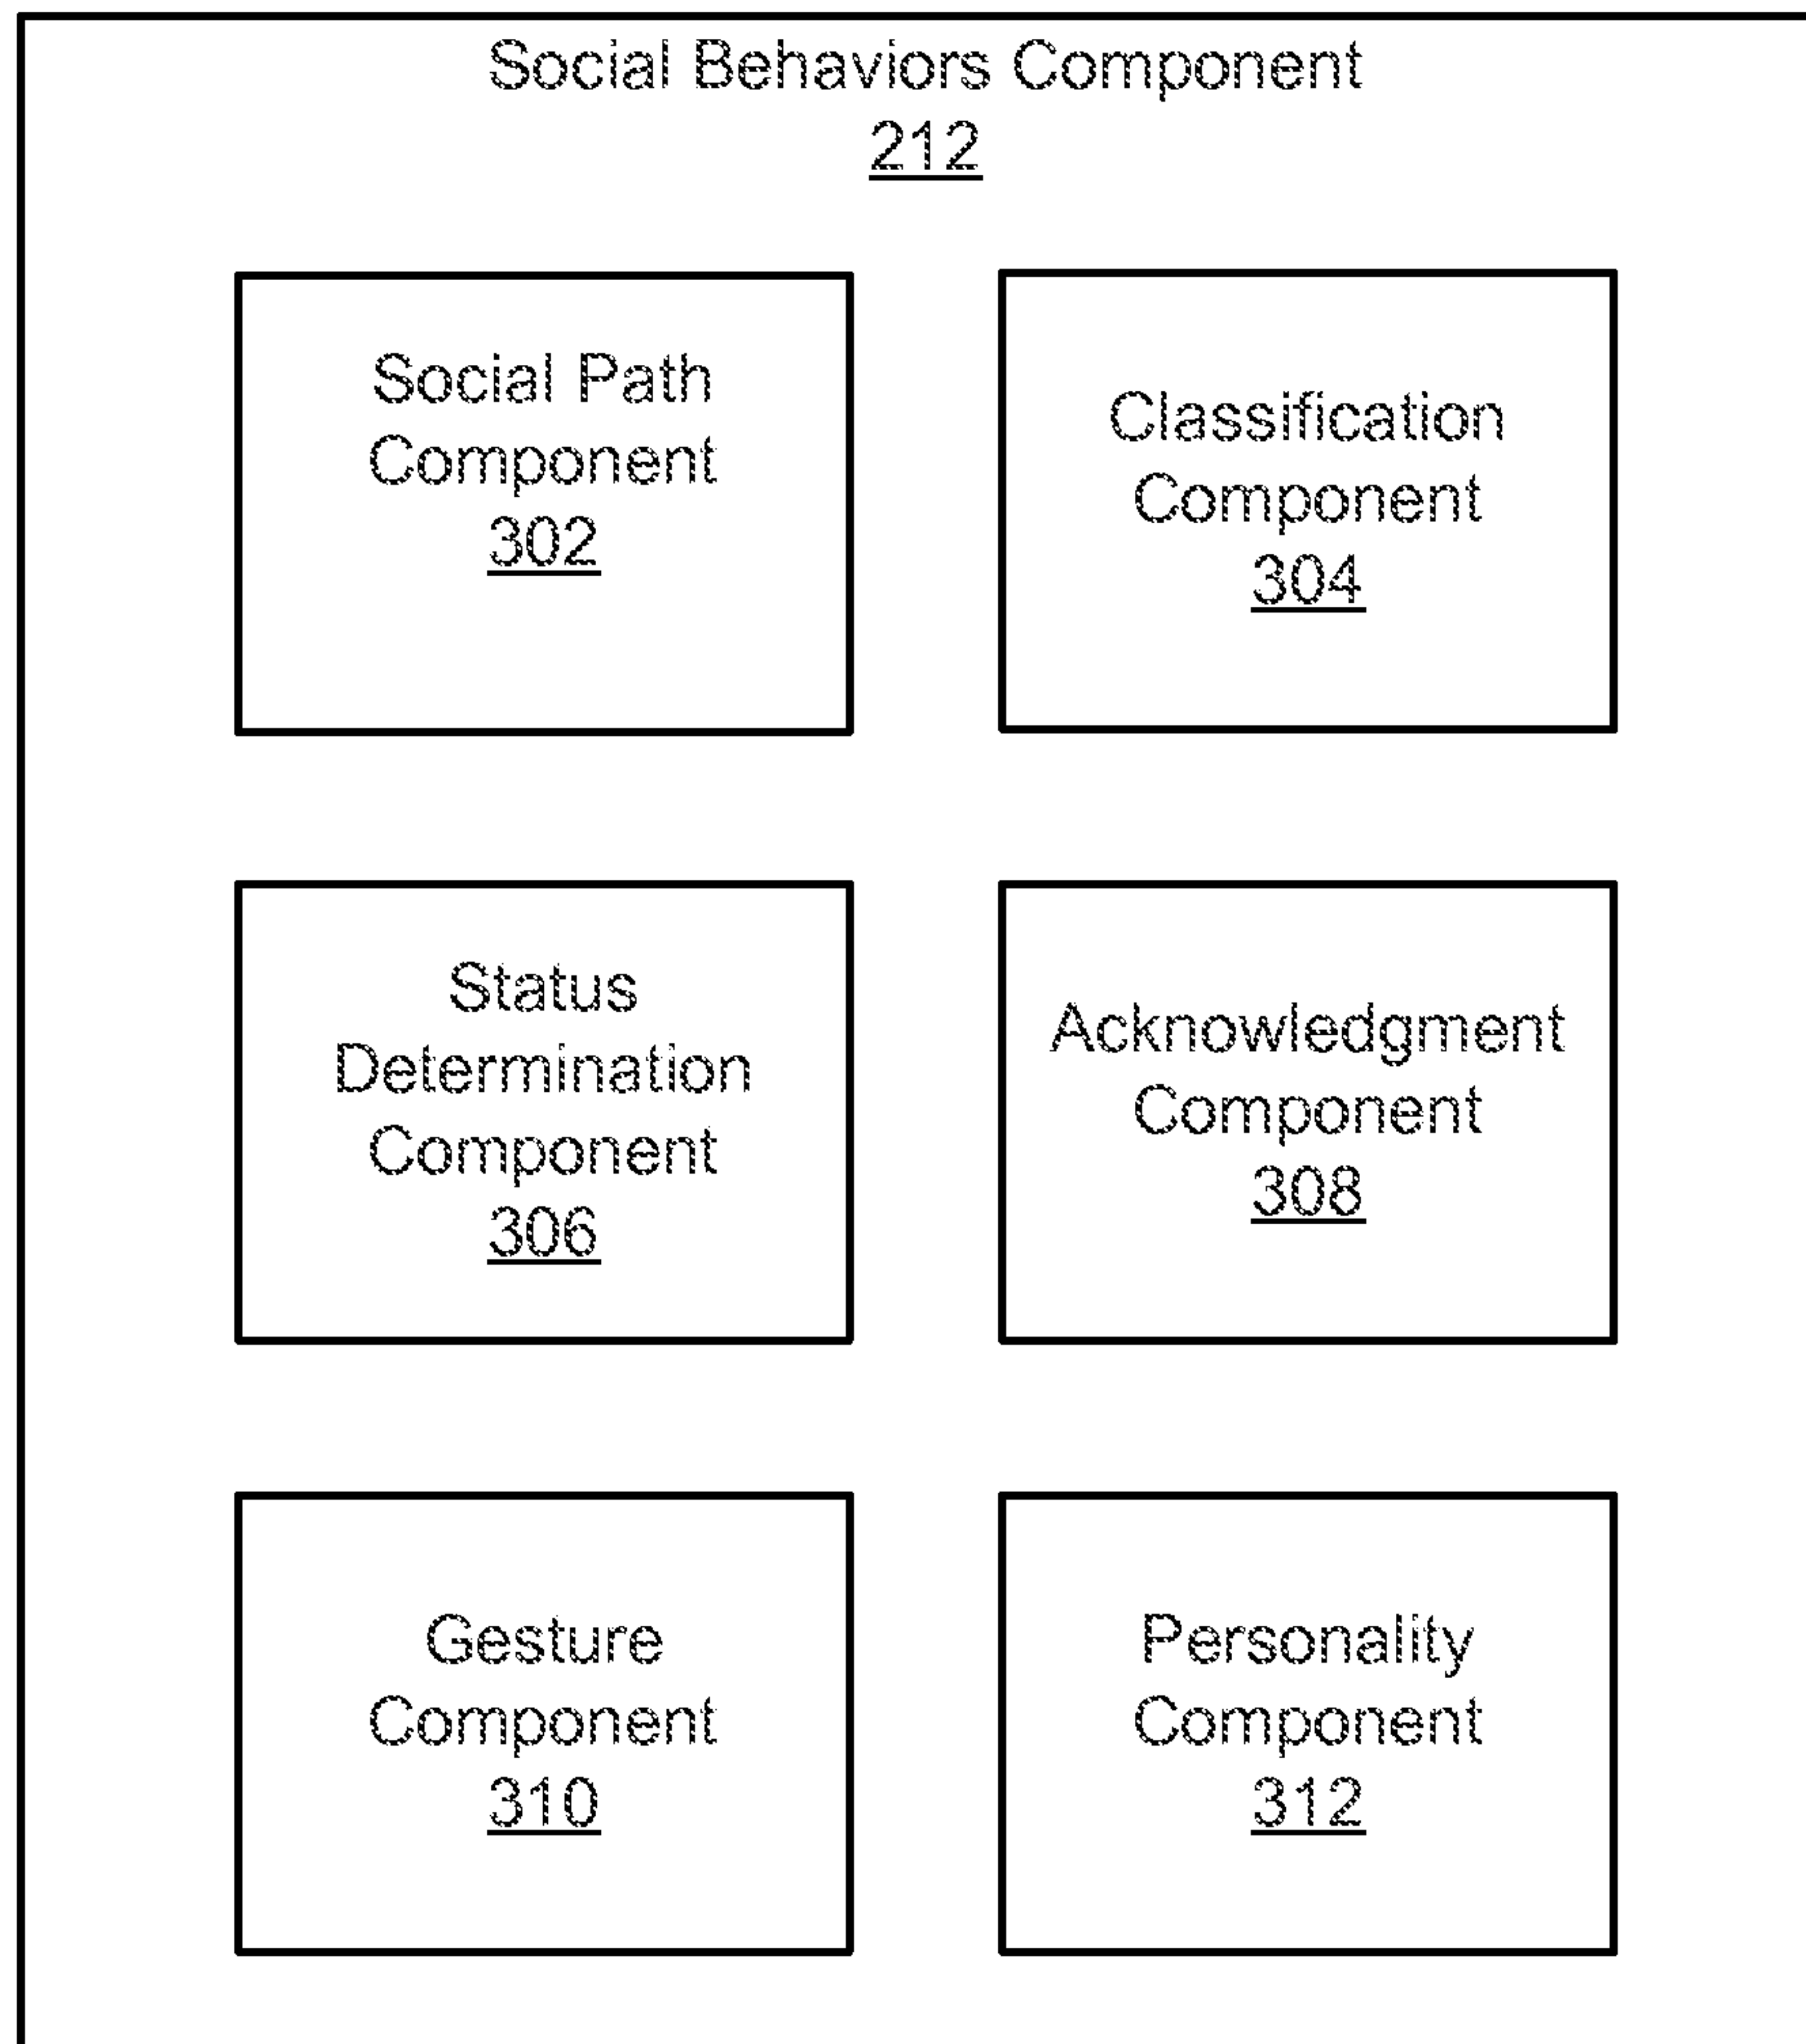 Social Behaviors Component
212
Social Path
Component
302
Classification
Component
304
Status
Determination
Component
306
Acknowledgment
Component
308
Gesture
Component
310
Personality
Component
312